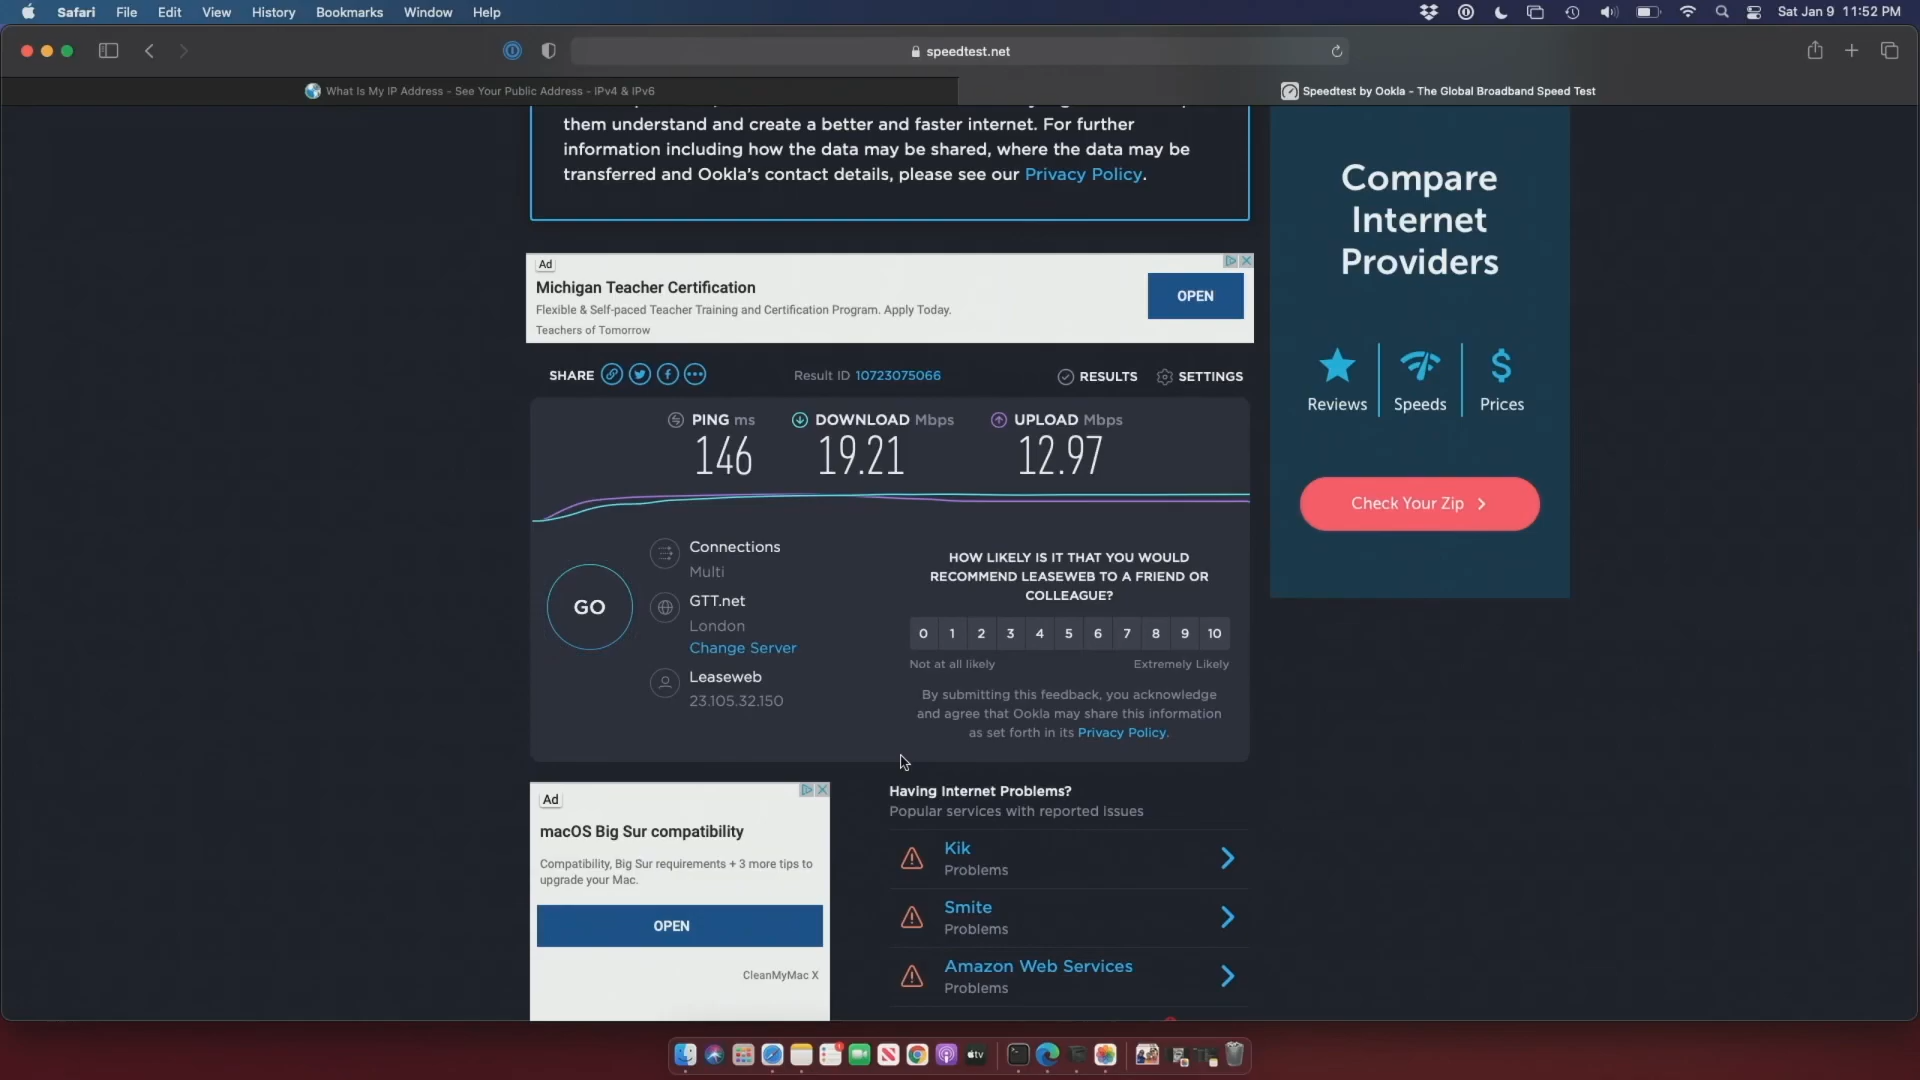 Safari File Edit View History Bookmarks Window Help
Sat Jan 9 11:52 PM
speedtest.net
What Is My IP Address - See Your Public Address - IPv4 & IPv6
Speedtest by Ookla - The Global Broadband Speed Test
them understand and create a better and faster internet. For further
information including how the data may be shared, where the data may be
transferred and Ookla's contact details, please see our Privacy Policy.
Ad
Michigan Teacher Certification
Flexible & Self-paced Teacher Training and Certification Program. Apply Today.
Teachers of Tomorrow
OPEN
SHARE
Result ID 10723075066
RESULTS
SETTINGS
PING ms
DOWNLOAD Mbps
UPLOAD Mbps
146
19.21
12.97
GO
Connections
Multi
GTT.net
London
Change Server
Leaseweb
23.105.32.150
HOW LIKELY IS IT THAT YOU WOULD
RECOMMEND LEASEWEB TO A FRIEND OR
COLLEAGUE?
0 1 2 3 4 5 6 7 8 9 10
Not at all likely
Extremely Likely
By submitting this feedback, you acknowledge
and agree that Ookla may share this information
as set forth in its Privacy Policy.
Compare
Internet
Providers
Reviews
Speeds
Prices
Check Your Zip
Ad
macOS Big Sur compatibility
Compatibility, Big Sur requirements + 3 more tips to
upgrade your Mac.
OPEN
CleanMyMac X
Having Internet Problems?
Popular services with reported issues
Kik
Problems
Smite
Problems
Amazon Web Services
Problems
tv